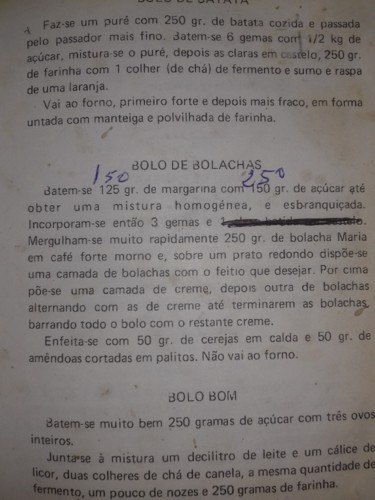 BOLO DE BATATA
Faz-se um puré com 250 gr. de batata cozida e passada
pelo passador mais fino. Batem-se 6 gemas com 1/2 kg de
açúcar, mistura-se o puré, depois as claras em castelo, 250 gr.
de farinha com 1 colher (de chá) de fermento e sumo e raspa
de uma laranja.
Vai ao forno, primeiro forte e depois mais fraco, em forma
untada com manteiga e polvilhada de farinha.
BOLO DE BOLACHAS
150 250
Batem-se 125 gr. de margarina com 150 gr. de açúcar até
obter uma mistura homogénea, e esbranquiçada.
Incorporam-se então 3 gemas e
Mergulham-se muito rapidamente 250 gr. de bolacha Maria
em café forte morno e, sobre um prato redondo dispõe-se
uma camada de bolachas com o feitio que desejar. Por cima
põe-se uma camada de creme, depois outra de bolachas
alternando com as de creme até terminarem as bolachas,
barrando todo o bolo com o restante creme.
Enfeita-se com 50 gr. de cerejas em calda e 50 gr. de
amêndoas cortadas em palitos. Não vai ao forno.
BOLO BOM
Batem-se muito bem 250 gramas de açúcar com três ovos
inteiros.
Junta-se à mistura um decilitro de leite e um cálice de
licor, duas colheres de chá de canela, a mesma quantidade de
fermento, um pouco de nozes e 250 gramas de farinha.